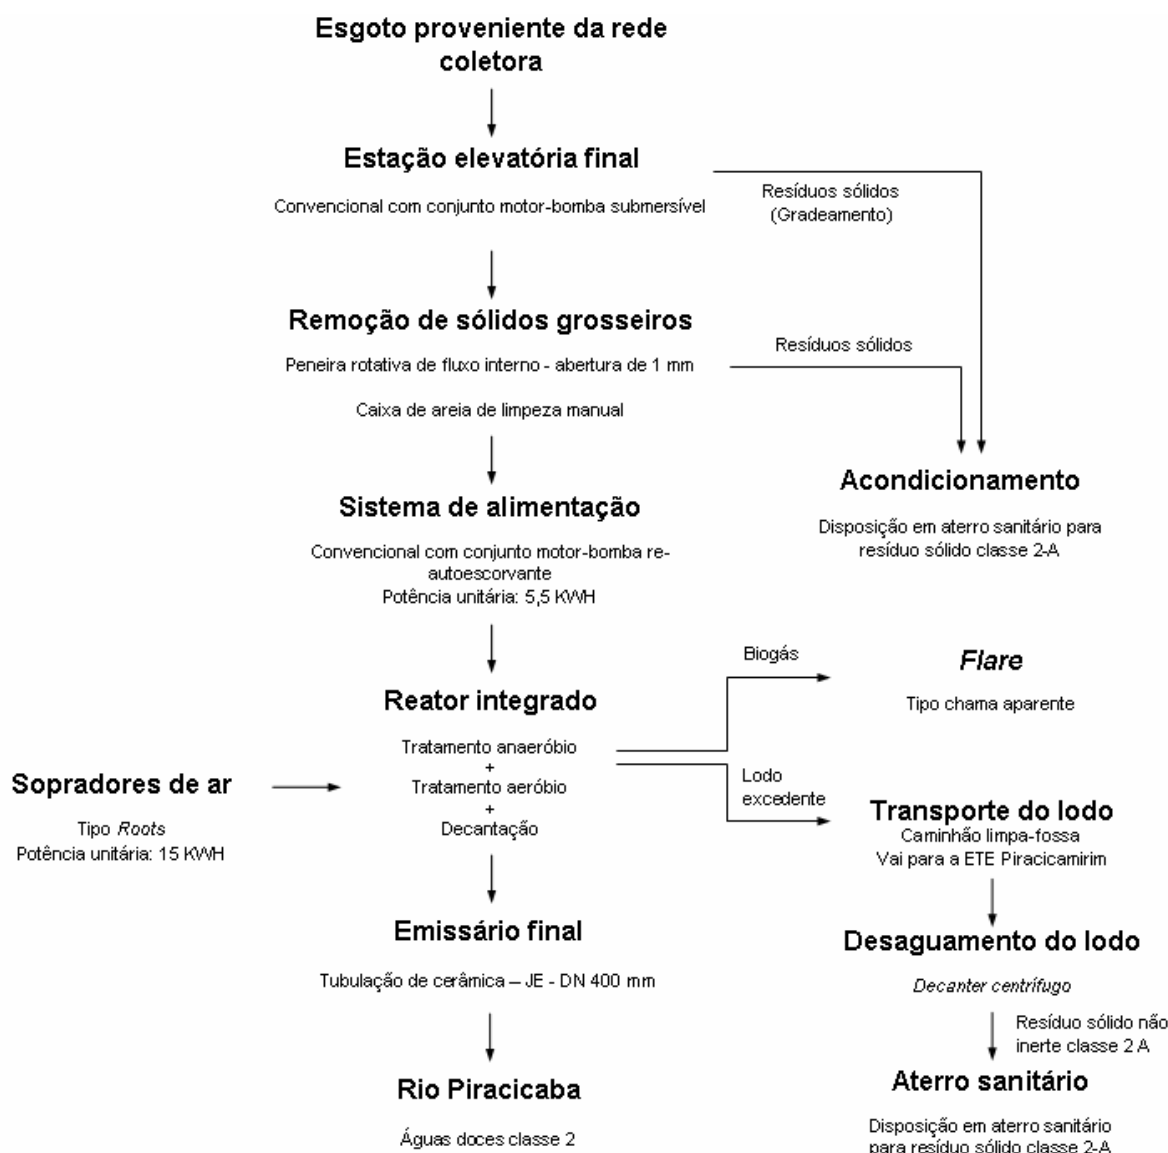 Esgoto proveniente da rede
coletora
Estação elevatória final
Convencional com conjunto motor-bomba submersível
Resíduos sólidos
(Gradeamento)
Remoção de sólidos grosseiros
Peneira rotativa de fluxo interno - abertura de 1 mm
Caixa de areia de limpeza manual
Resíduos sólidos
Acondicionamento
Disposição em aterro sanitário para
resíduo sólido classe 2-A
Sistema de alimentação
Convencional com conjunto motor-bomba re-
autoescorvante
Potência unitária: 5,5 KWH
Reator integrado
Tratamento anaeróbio
+
Tratamento aeróbio
+
Decantação
Biogás
Flare
Tipo chama aparente
Sopradores de ar
Tipo Roots
Potência unitária: 15 KWH
Lodo
excedente
Transporte do lodo
Caminhão limpa-fossa
Vai para a ETE Piracicamirim
Emissário final
Tubulação de cerâmica – JE - DN 400 mm
Desaguamento do lodo
Decanter centrífugo
Resíduo sólido não
inerte classe 2 A
Rio Piracicaba
Águas doces classe 2
Aterro sanitário
Disposição em aterro sanitário
para resíduo sólido classe 2-A